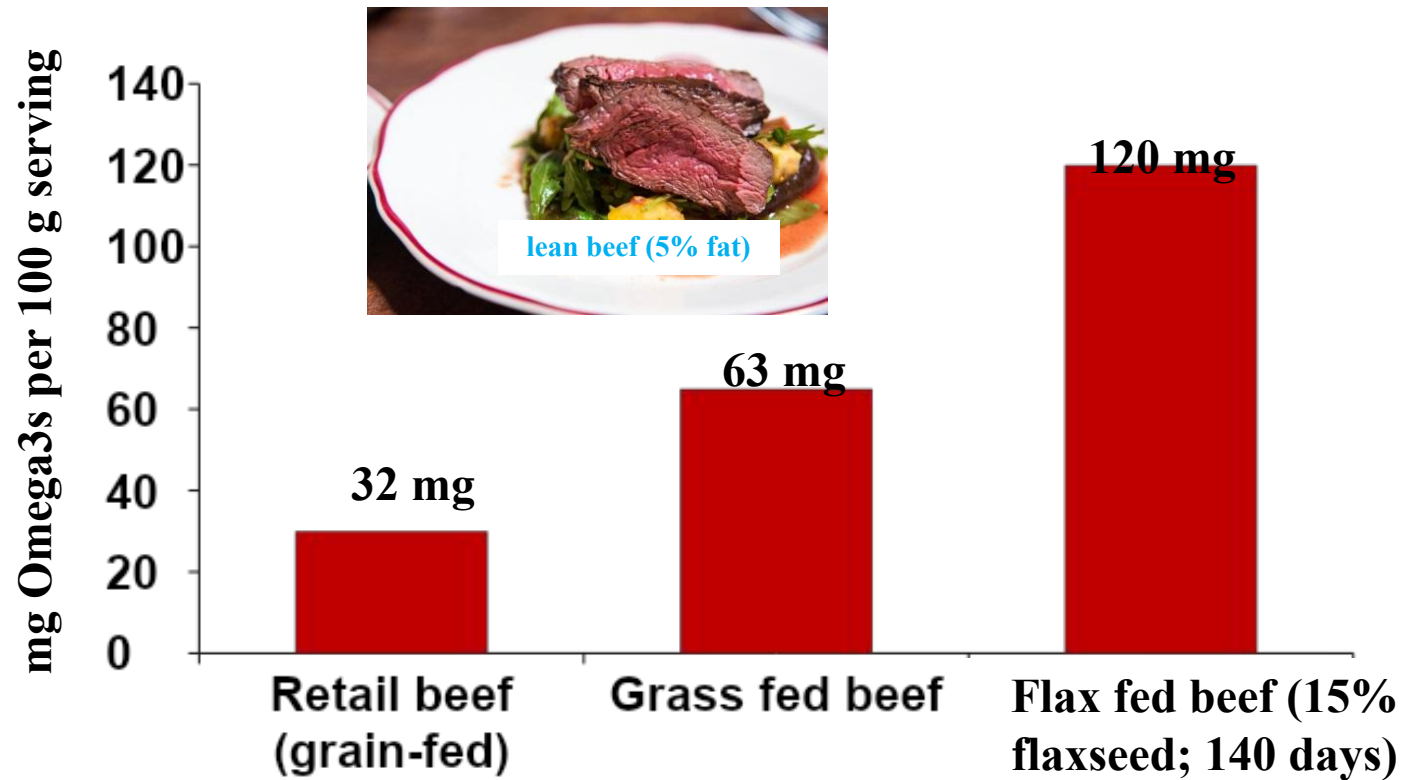 mg Omega3s per 100 g serving
140
120
100
80
60
40
20
0
lean beef (5% fat)
32 mg
63 mg
120 mg
Retail beef
(grain-fed)
Grass fed beef
Flax fed beef (15%
flaxseed; 140 days)